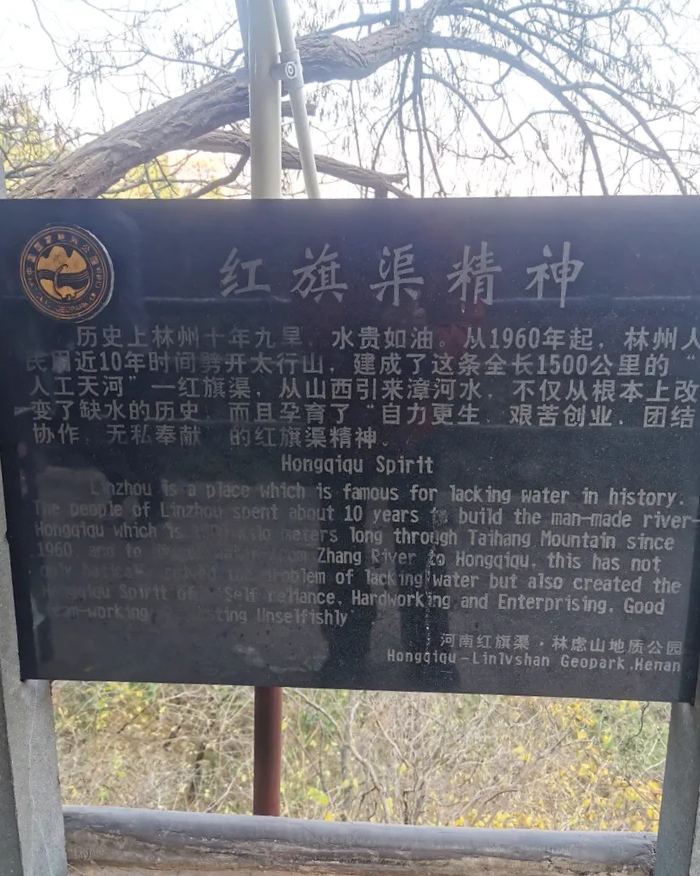 红旗渠精神
历史上林州十年九旱 水贵如油。从1960年起，林州人
民用近10年时间劈开太行山，建成了这条全长1500公里的
人工天河”—红旗渠，从山西引来漳河水，不仅从根本上改
变了缺水的历史 而且孕育了“自力更生 艰苦创业，团结
协作 无私奉献 的红旗渠精神。
Hongqiqu Spirit
Linzhou is a place which is famous for lacking water in history.
The people of Linzhou spent about 10 years to build the man-made river
Hongqiqu which is meters long through Taihang Mountain since
1960 and to Zhang River to Hongqiqu, this has not
only problem of lacking water but also created the
Hongqiqu Spirit of “Self reliance, Hardworking and Enterprising, Good
Team-working Unselfishly
河南红旗渠·林虑山地质公园
Hongqiqu-Linlvshan Geopark.Henan